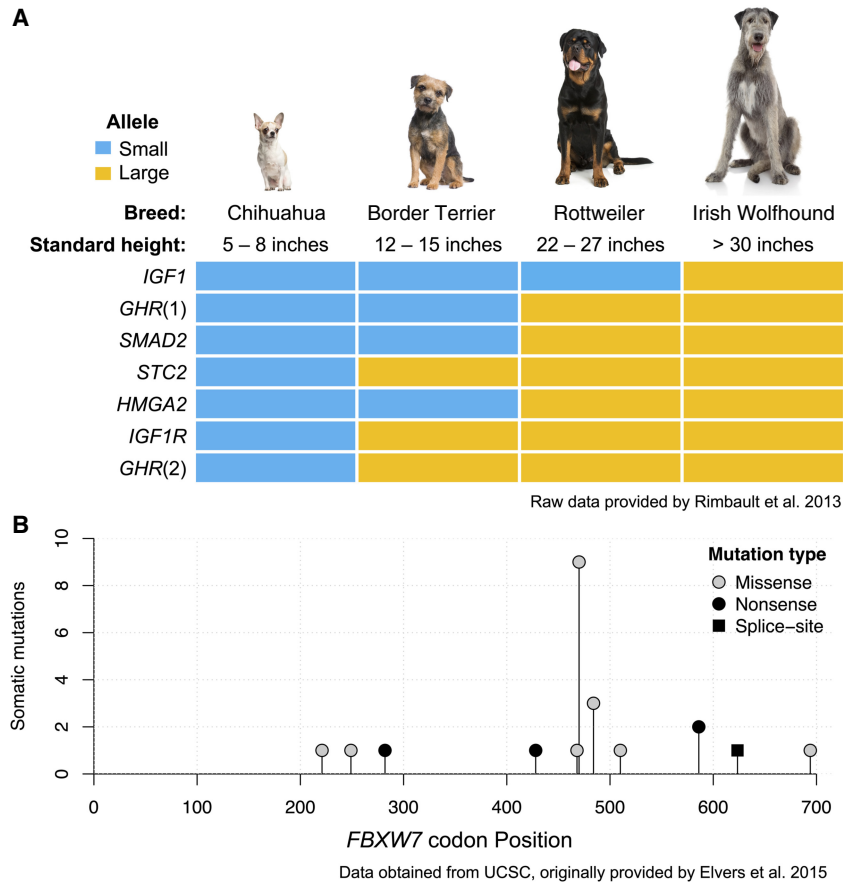 A
Allele
Small
Large
Breed: Chihuahua Border Terrier Rottweiler Irish Wolfhound
Standard height: 5 – 8 inches 12 – 15 inches 22 – 27 inches > 30 inches
IGF1
GHR(1)
SMAD2
STC2
HMGA2
IGF1R
GHR(2)
Raw data provided by Rimbault et al. 2013
B
Somatic mutations
10
8
6
4
2
0
Mutation type
Missense
Nonsense
Splice−site
0 100 200 300 400 500 600 700
FBXW7 codon Position
Data obtained from UCSC, originally provided by Elvers et al. 2015